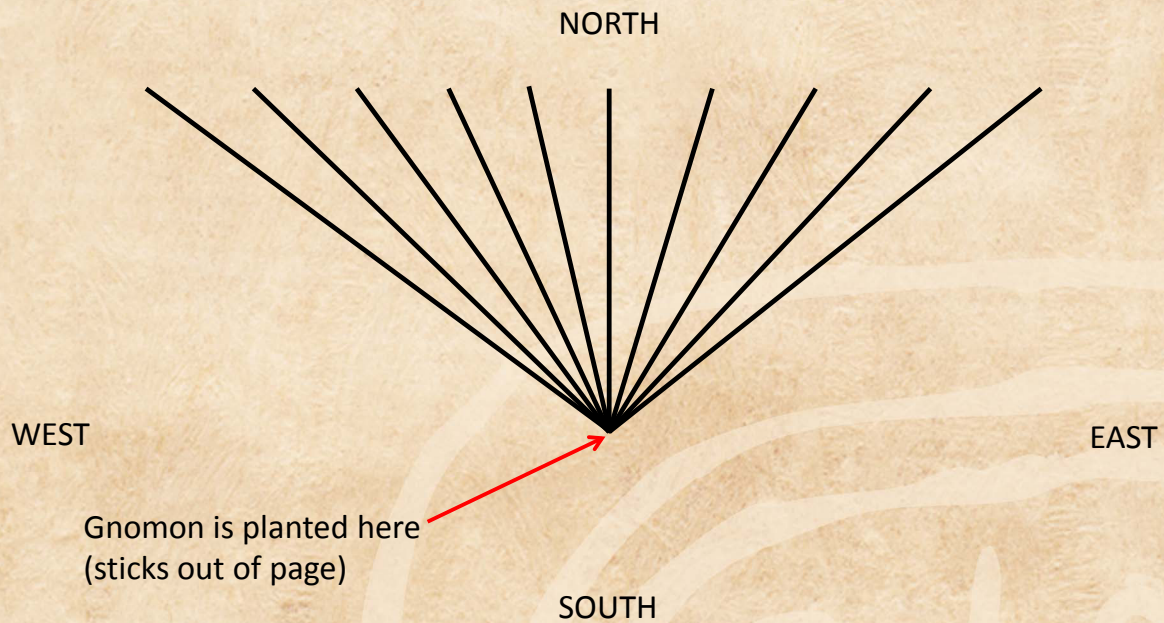 NORTH
WEST
EAST
Gnomon is planted here
(sticks out of page)
SOUTH